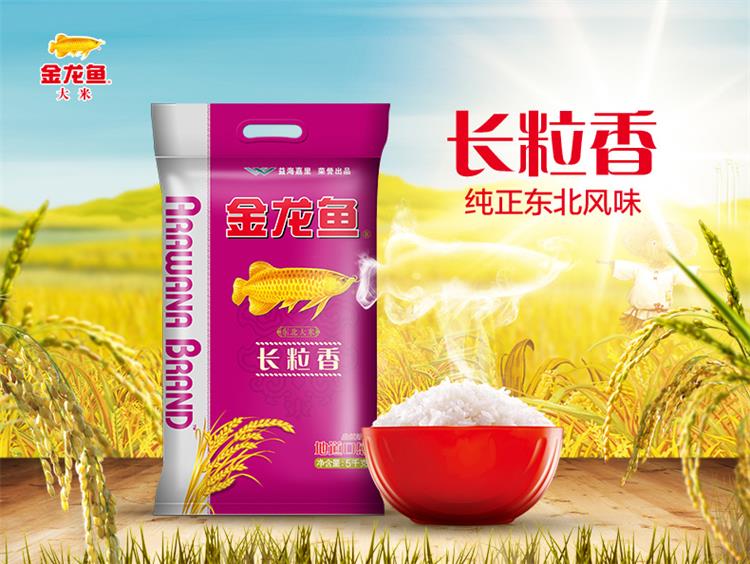 金龙鱼
大米
长粒香
纯正东北风味
益海嘉里 荣誉出品
金龙鱼
东北大米
长粒香
ARAWANA BRAND
地道口
净含量:5千克